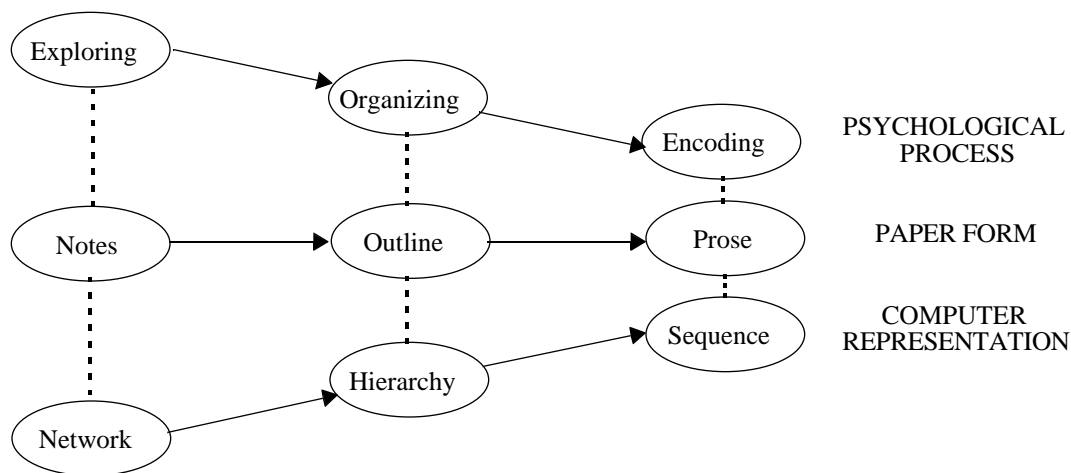 Exploring
Organizing
Encoding
PSYCHOLOGICAL
PROCESS
Notes
Outline
Prose
PAPER FORM
Network
Hierarchy
Sequence
COMPUTER
REPRESENTATION